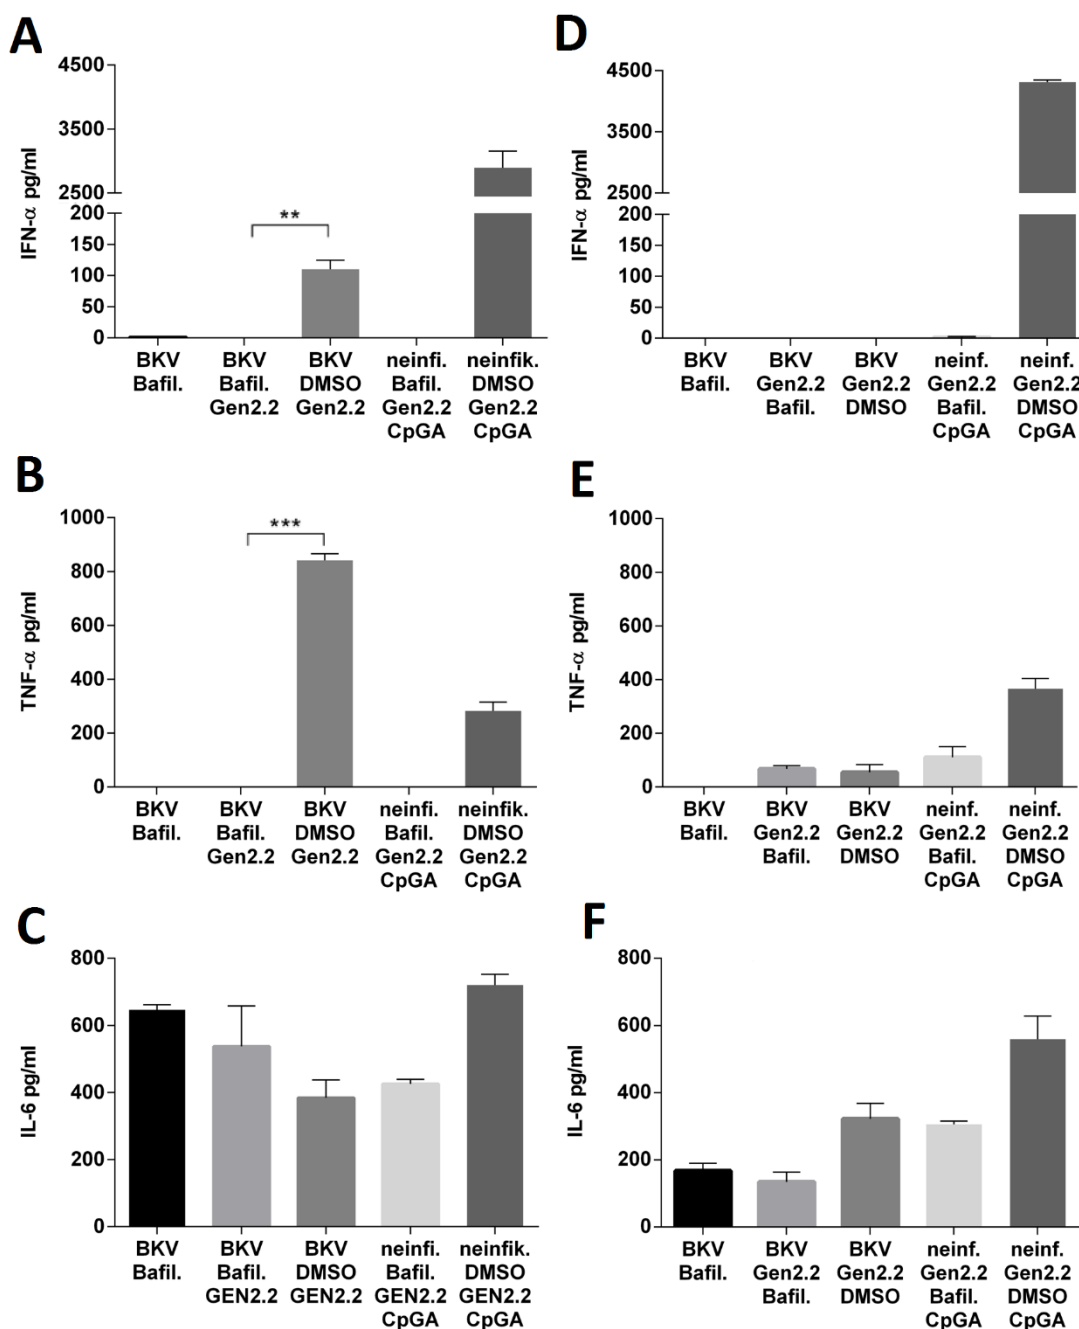 A
IFN-α pg/ml
4500
3500
2500
200
150
100
50
0
**
BKV BKV BKV neinfi. neinfik.
Bafil. Bafil. DMSO Bafil. DMSO
Gen2.2 Gen2.2 Gen2.2 Gen2.2
CpGA CpGA
D
IFN-α pg/ml
4500
3500
2500
200
150
100
50
0
BKV BKV BKV neinf. neinf.
Bafil. Gen2.2 Gen2.2 Gen2.2 Gen2.2
Bafil. DMSO Bafil. DMSO
CpGA CpGA
B
TNF-α pg/ml
1000
800
600
400
200
0
***
BKV BKV BKV neinfi. neinfik.
Bafil. Bafil. DMSO Bafil. DMSO
Gen2.2 Gen2.2 Gen2.2 Gen2.2
CpGA CpGA
E
TNF-α pg/ml
1000
800
600
400
200
0
BKV BKV BKV neinf. neinf.
Bafil. Gen2.2 Gen2.2 Gen2.2 Gen2.2
Bafil. DMSO Bafil. DMSO
CpGA CpGA
C
IL-6 pg/ml
800
600
400
200
0
BKV BKV BKV neinfi. neinfik.
Bafil. Bafil. DMSO Bafil. DMSO
GEN2.2 GEN2.2 GEN2.2 GEN2.2
CpGA CpGA
F
IL-6 pg/ml
800
600
400
200
0
BKV BKV BKV neinf. neinf.
Bafil. Gen2.2 Gen2.2 Gen2.2 Gen2.2
Bafil. DMSO Bafil. DMSO
CpGA CpGA